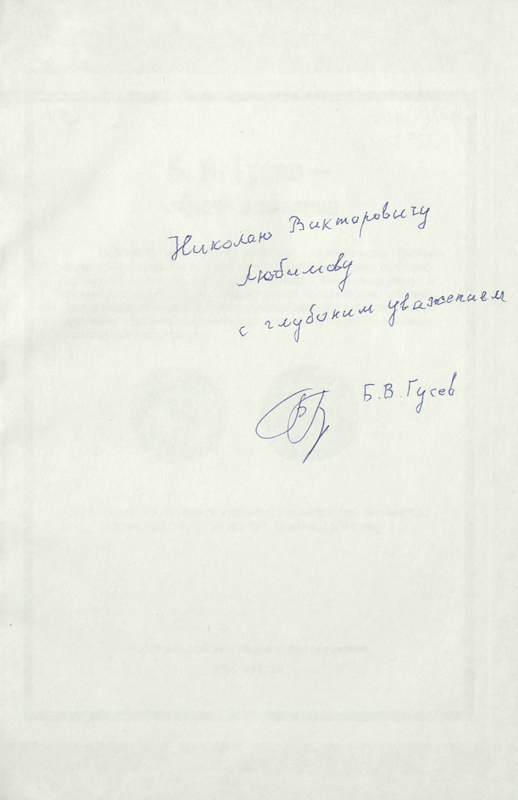 Николаю Викторовичу
Любимову
с глубоким уважением
Б.В.Гусев